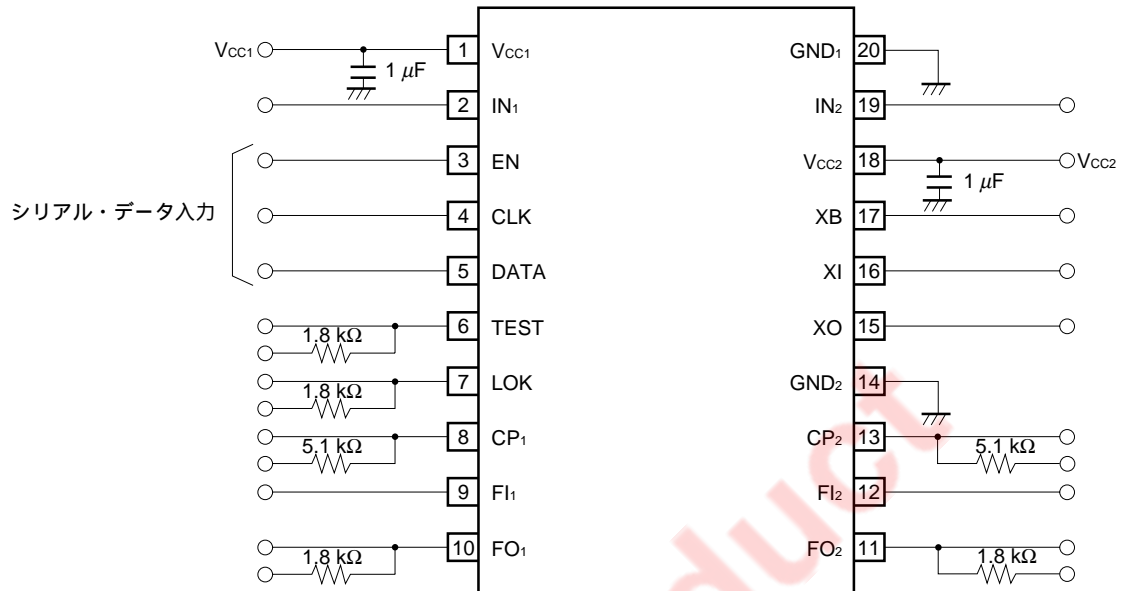 Vcc1 1 Vcc1 GND1 20
1 μF
2 IN1 IN2 19
3 EN Vcc2 18 Vcc2
1 μF
シリアル・データ入力 4 CLK XB 17
5 DATA XI 16
6 TEST XO 15
1.8 kΩ
7 LOK GND2 14
1.8 kΩ
8 CP1 CP2 13
5.1 kΩ 5.1 kΩ
9 FI1 FI2 12
10 FO1 FO2 11
1.8 kΩ 1.8 kΩ
duct